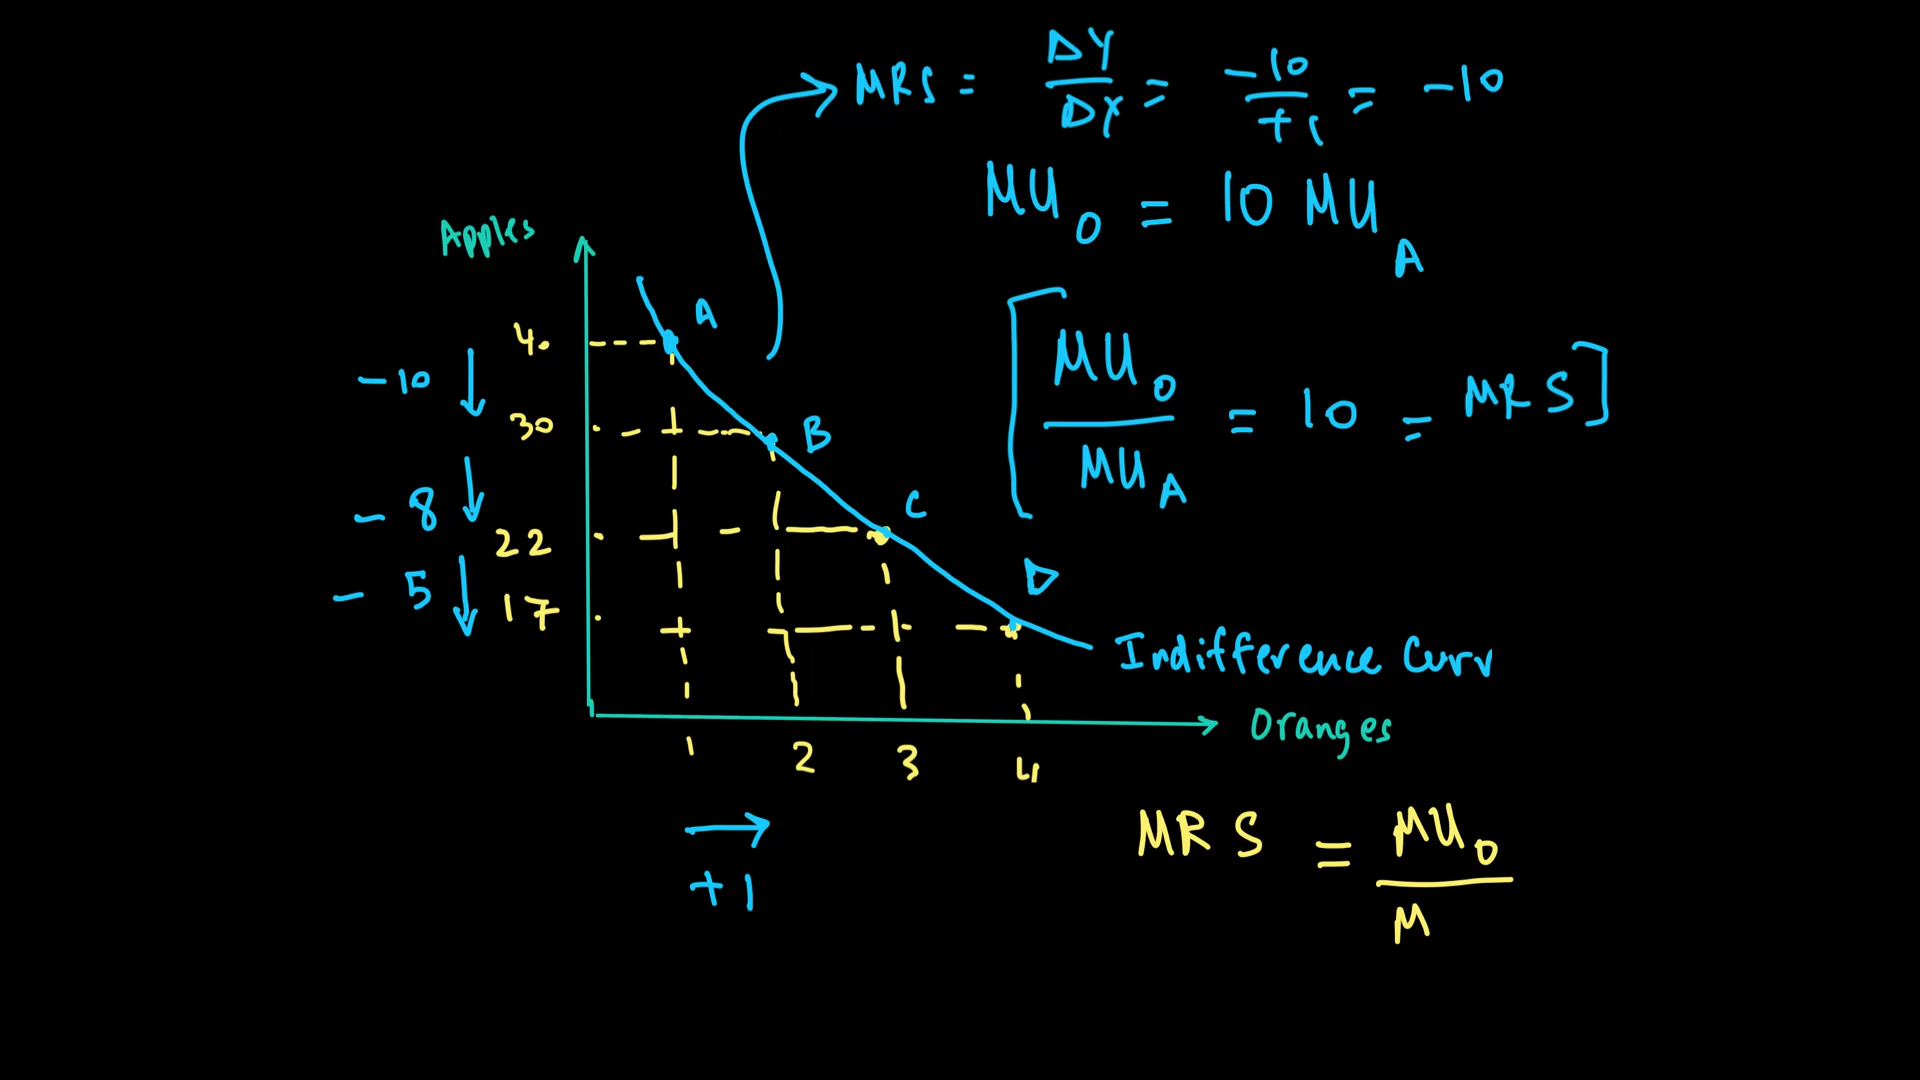 MRS = ΔY/ΔX = -10/+1 = -10
MU_O = 10 MU_A
Apples
A
40
-10
30
B
[MU_O/MU_A = 10 = MRS]
C
-8
22
D
-5
17
Indifference Curv
Oranges
1 2 3 4
+1
MRS = MU_O/M